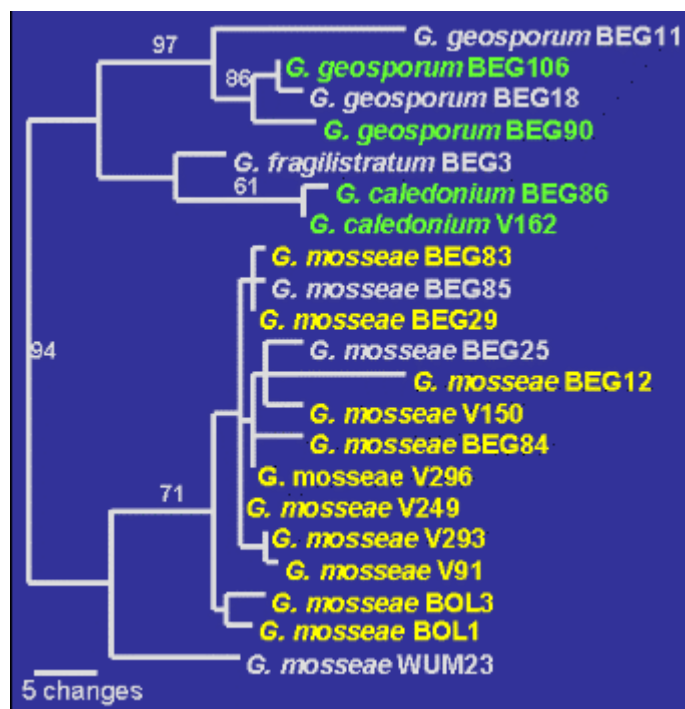 G. geosporum BEG11
97
G. geosporum BEG106
86
G. geosporum BEG18
G. geosporum BEG90
G. fragilistratum BEG3
61
G. caledonium BEG86
G. caledonium V162
G. mosseae BEG83
G. mosseae BEG85
G. mosseae BEG29
94
G. mosseae BEG25
G. mosseae BEG12
G. mosseae V150
G. mosseae BEG84
G. mosseae V296
71
G. mosseae V249
G. mosseae V293
G. mosseae V91
G. mosseae BOL3
G. mosseae BOL1
G. mosseae WUM23
5 changes